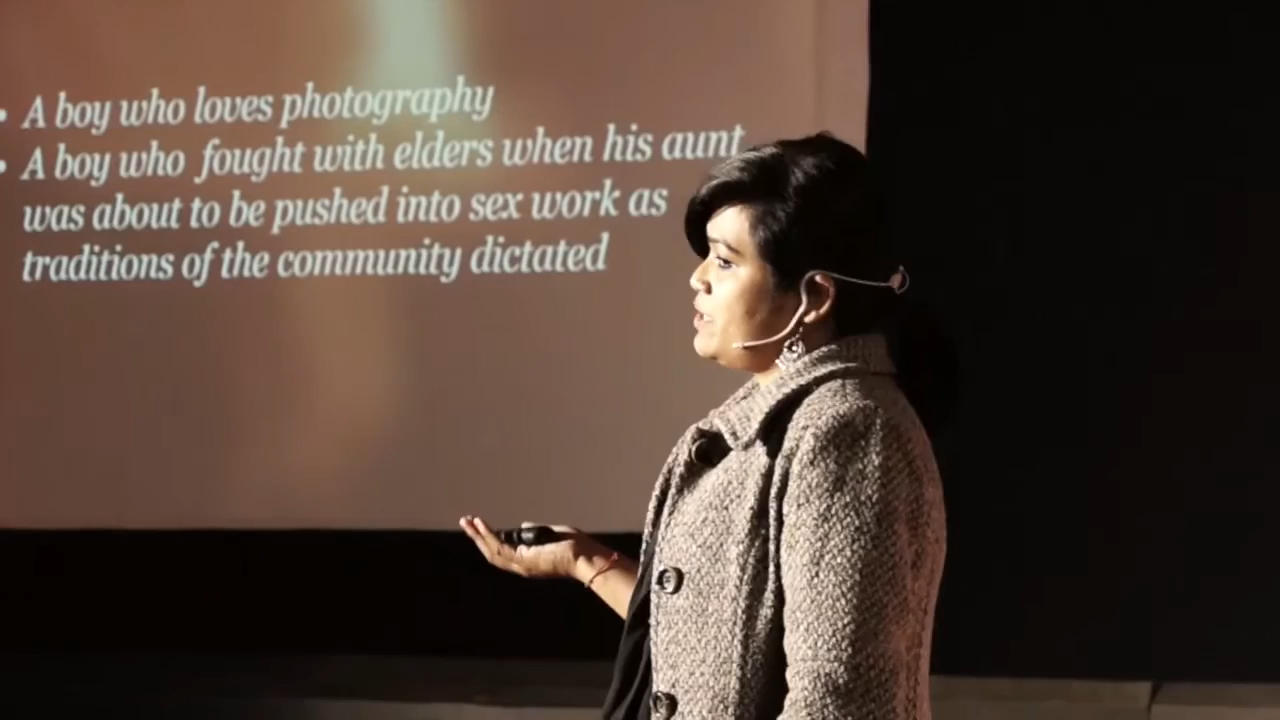 • A boy who loves photography
• A boy who fought with elders when his aunt
was about to be pushed into sex work as
traditions of the community dictated